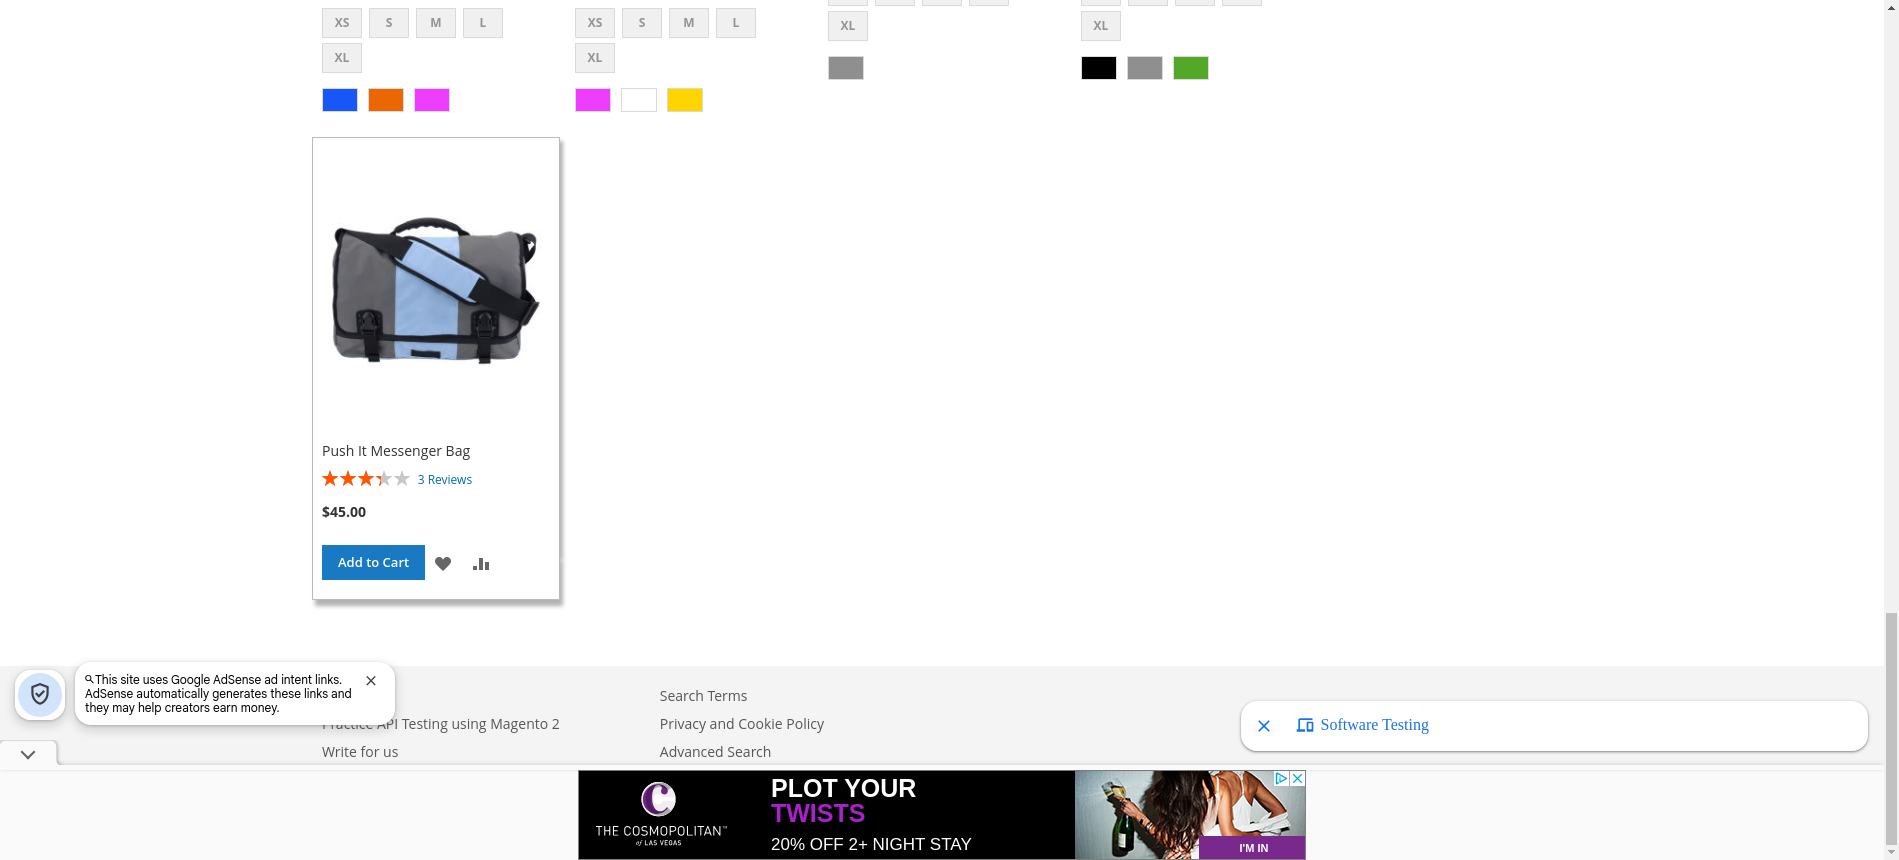 XS S M L
XL
XS S M L
XL
XL
XL
Push It Messenger Bag
3 Reviews
$45.00
Add to Cart
This site uses Google AdSense ad intent links.
AdSense automatically generates these links and
they may help creators earn money.
Practice API Testing using Magento 2
Write for us
Search Terms
Privacy and Cookie Policy
Advanced Search
Software Testing
C
THE COSMOPOLITAN™
of LAS VEGAS
PLOT YOUR
TWISTS
20% OFF 2+ NIGHT STAY
I'M IN